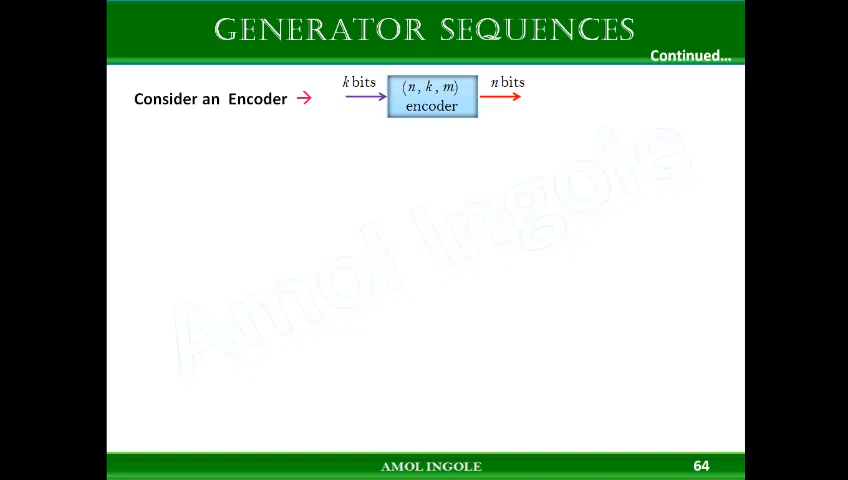 GENERATOR SEQUENCES
Continued...
Consider an Encoder →
k bits
(n, k, m)
encoder
n bits
Amol Ingole
AMOL INGOLE
64